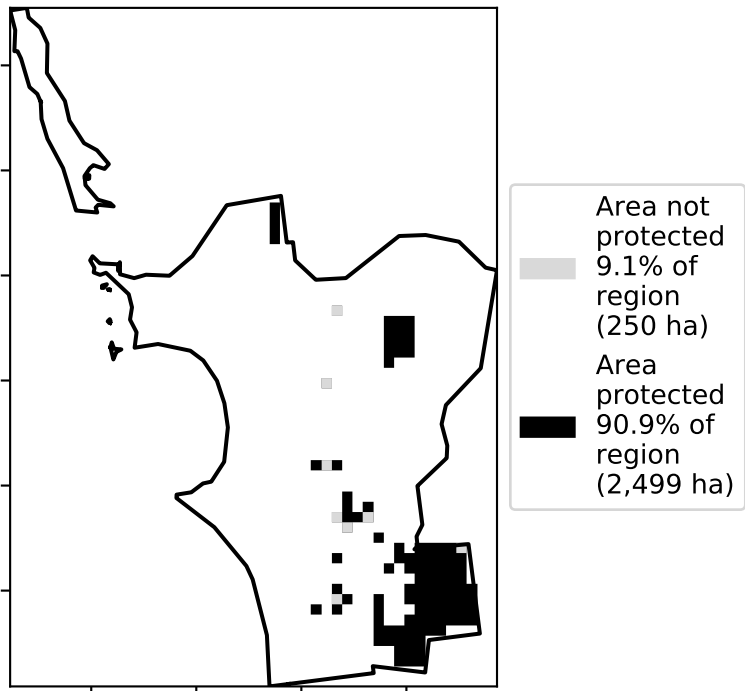 Area not
protected
9.1% of
region
(250 ha)
Area
protected
90.9% of
region
(2,499 ha)